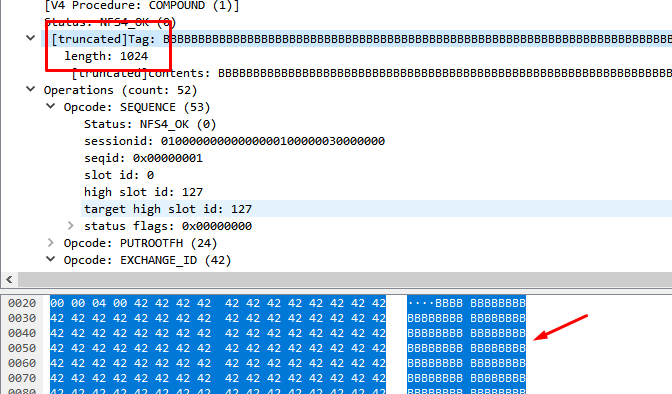 [V4 Procedure: COMPOUND (1)]
Status: NFS4_OK (0)
[truncated]Tag: BBBBBBBBBBBBBBBBBBBBBBBBBBBBBBBBBBBBBBBBBBBBBBBBBBBBBBBBBBBBBBBBBBBBBBBBBBBBBBBBBBB
length: 1024
[truncated]contents: BBBBBBBBBBBBBBBBBBBBBBBBBBBBBBBBBBBBBBBBBBBBBBBBBBBBBBBBBBBBBBBBBBBBBBBBBB
Operations (count: 52)
Opcode: SEQUENCE (53)
Status: NFS4_OK (0)
sessionid: 01000000000000000100000030000000
seqid: 0x00000001
slot id: 0
high slot id: 127
target high slot id: 127
status flags: 0x00000000
Opcode: PUTROOTFH (24)
Opcode: EXCHANGE_ID (42)
0020 00 00 04 00 42 42 42 42 42 42 42 42 42 42 42 42 ····BBBB BBBBBBBB
0030 42 42 42 42 42 42 42 42 42 42 42 42 42 42 42 42 BBBBBBBB BBBBBBBB
0040 42 42 42 42 42 42 42 42 42 42 42 42 42 42 42 42 BBBBBBBB BBBBBBBB
0050 42 42 42 42 42 42 42 42 42 42 42 42 42 42 42 42 BBBBBBBB BBBBBBBB
0060 42 42 42 42 42 42 42 42 42 42 42 42 42 42 42 42 BBBBBBBB BBBBBBBB
0070 42 42 42 42 42 42 42 42 42 42 42 42 42 42 42 42 BBBBBBBB BBBBBBBB
0080 42 42 42 42 42 42 42 42 42 42 42 42 42 42 42 42 BBBBBBBB BBBBBBBB